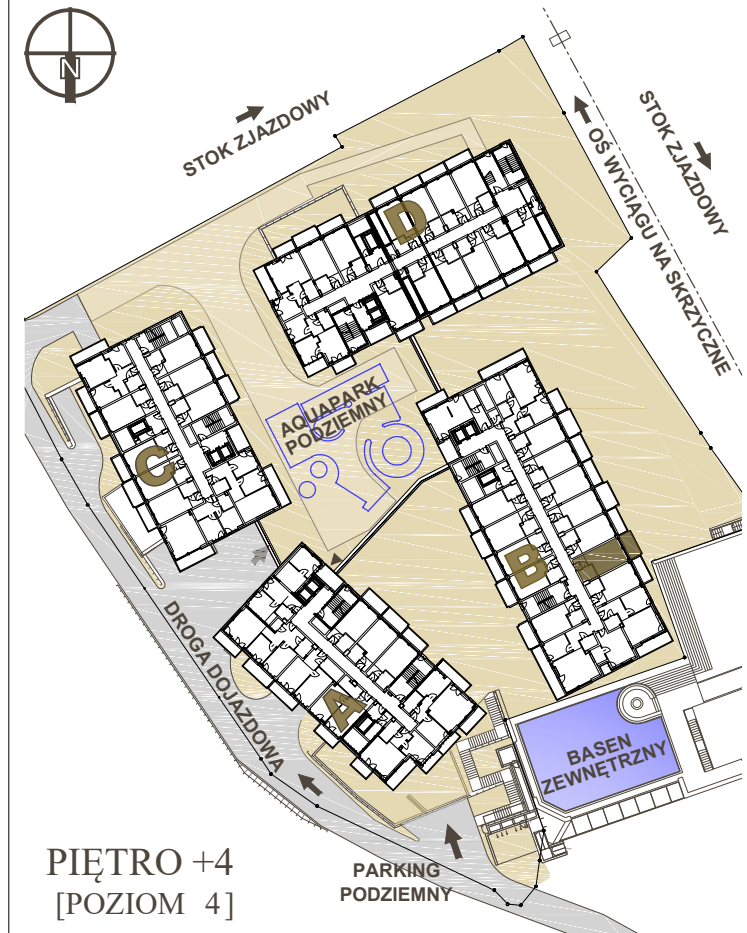 N
STOK ZJAZDOWY
STOK ZJAZDOWY
OŚ WYCIĄGU NA SKRZYCZNE
D
AQUAPARK
PODZIEMNY
C
B
DROGA DOJAZDOWA
A
BASEN
ZEWNĘTRZNY
PIĘTRO +4
[POZIOM 4]
PARKING
PODZIEMNY